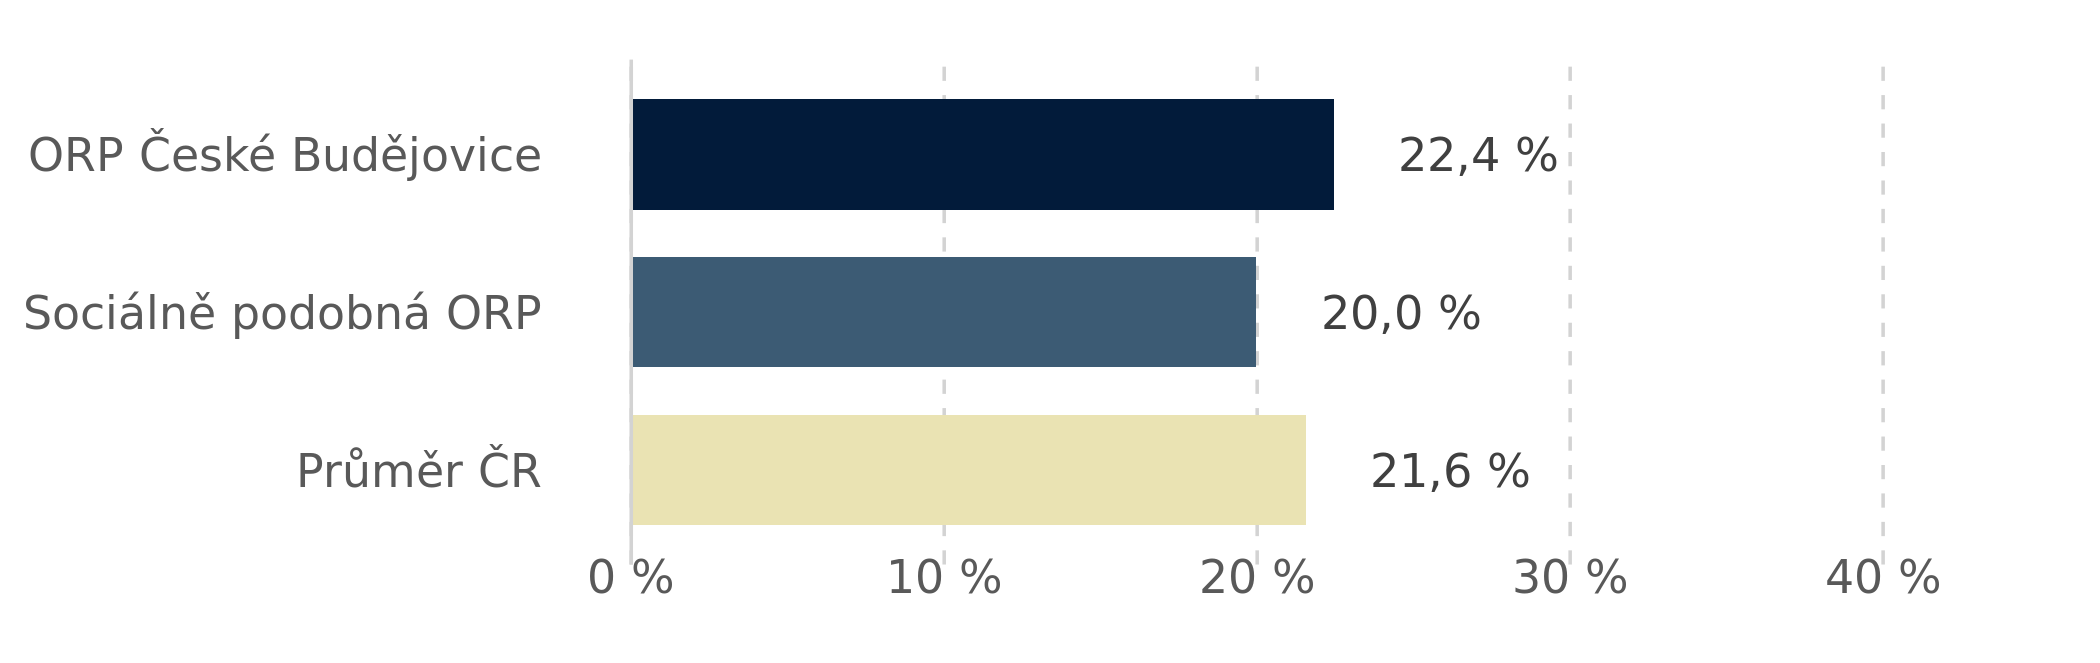 ORP České Budějovice 22,4 %
Sociálně podobná ORP 20,0 %
Průměr ČR 21,6 %
0 % 10 % 20 % 30 % 40 %